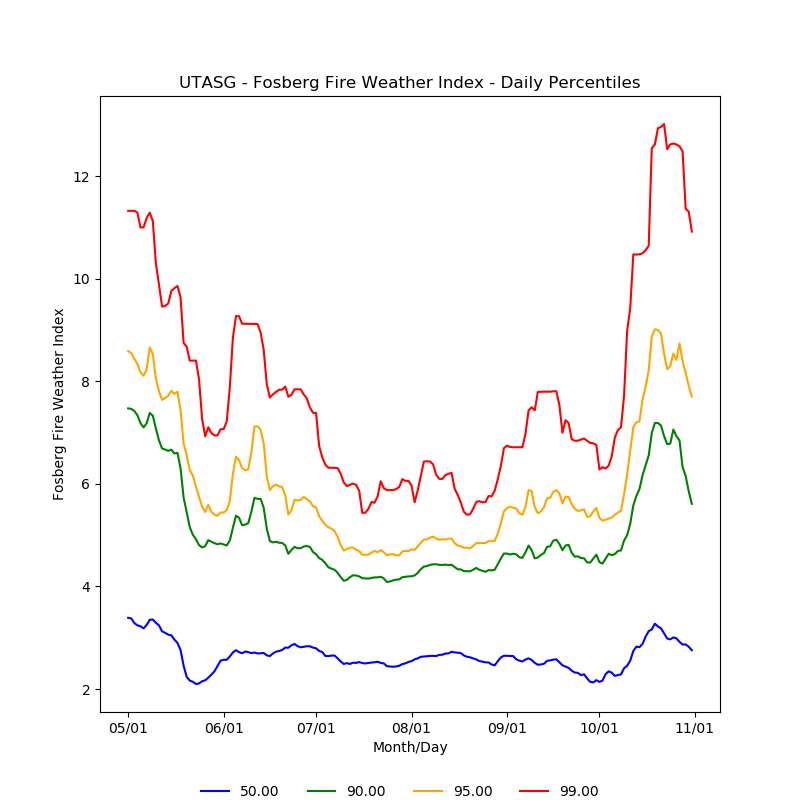 UTASG - Fosberg Fire Weather Index - Daily Percentiles
Fosberg Fire Weather Index
12
10
8
6
4
2
05/01 06/01 07/01 08/01 09/01 10/01 11/01
Month/Day
50.00 90.00 95.00 99.00